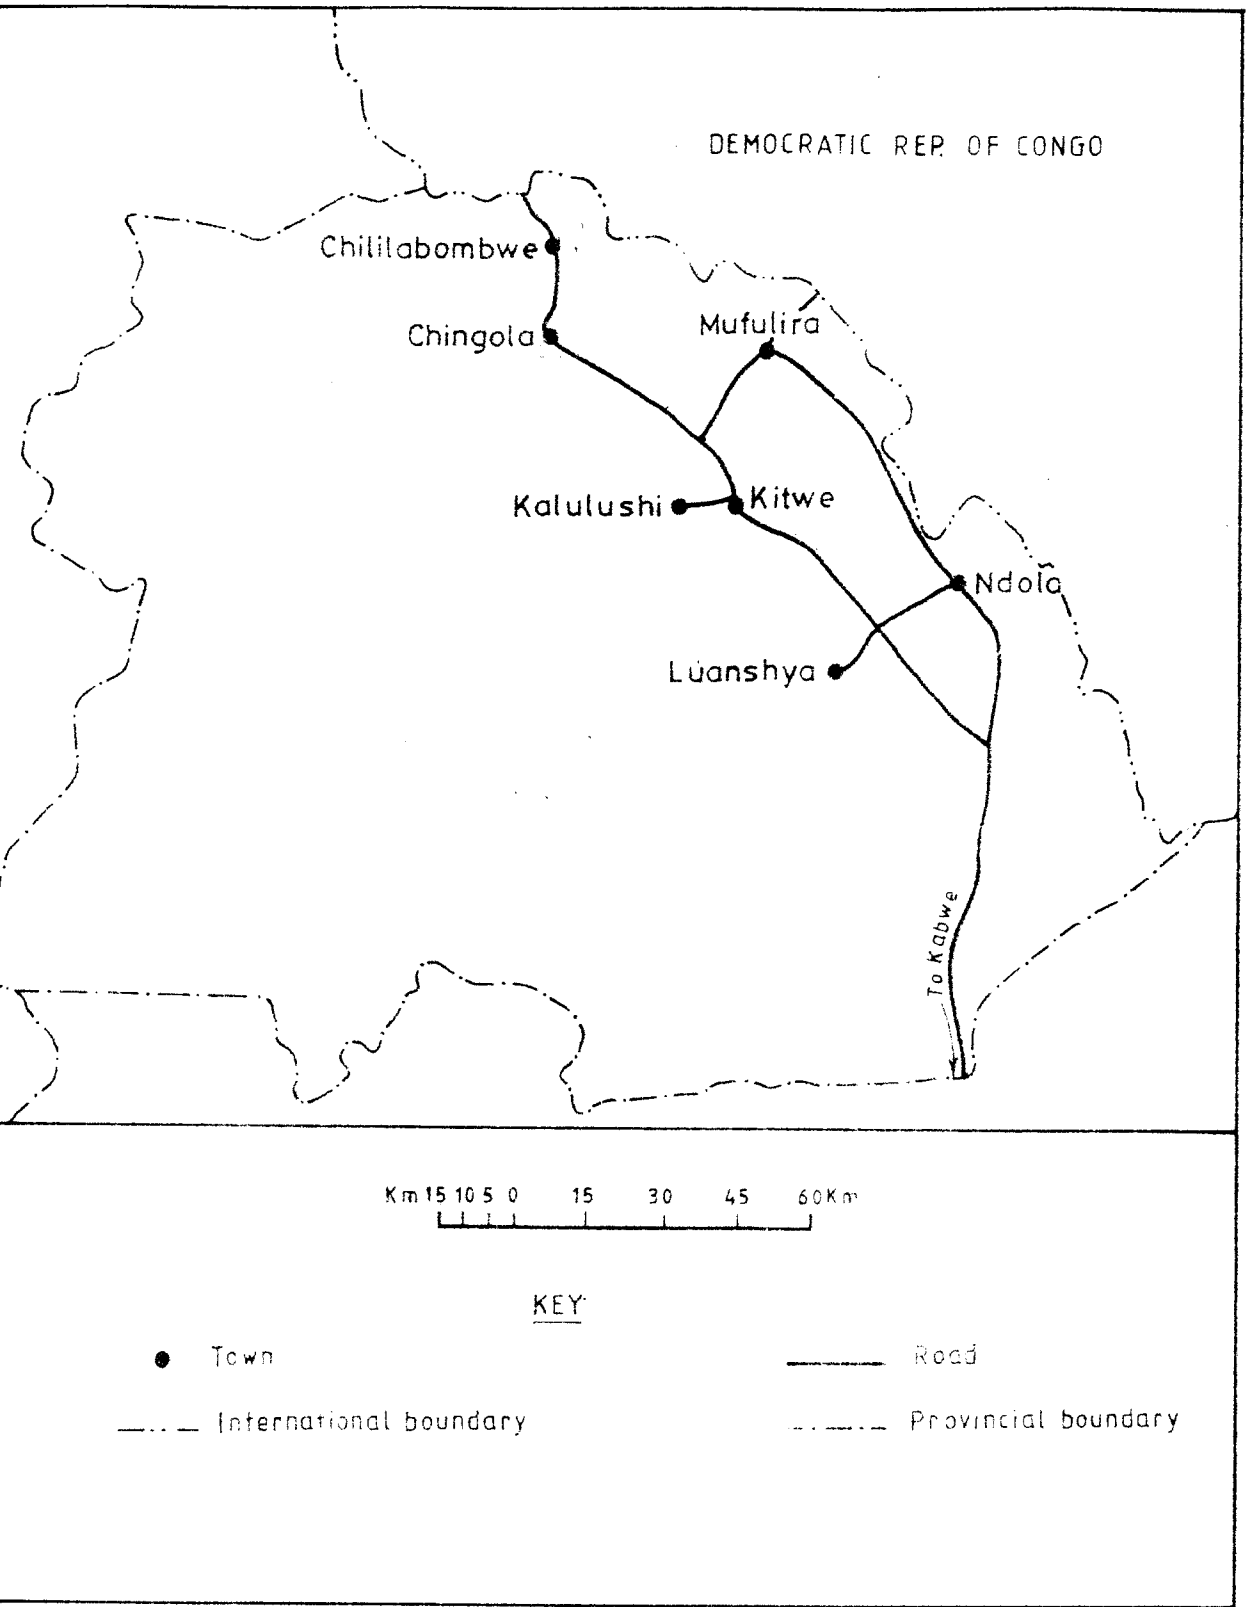 DEMOCRATIC REP. OF CONGO
Chililabombwe
Chingola
Mufulira
Kalulushi
Kitwe
Ndola
Luanshya
To Kabwe
Km 15 10 5 0 15 30 45 60Km
KEY
Town
Road
International boundary
Provincial boundary